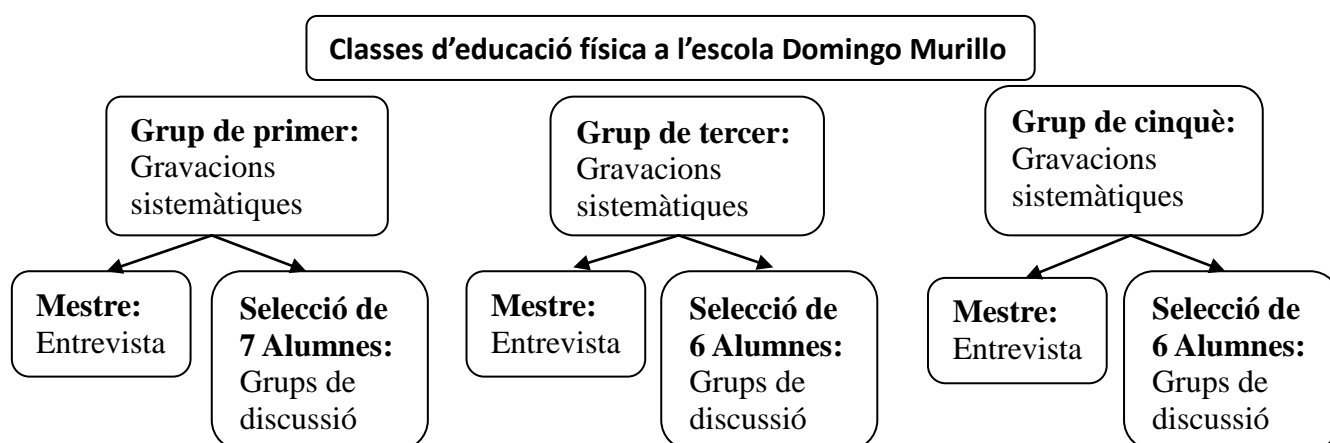 Classes d’educació física a l’escola Domingo Murillo
Grup de primer:
Gravacions
sistemàtiques
Grup de tercer:
Gravacions
sistemàtiques
Grup de cinquè:
Gravacions
sistemàtiques
Mestre:
Entrevista
Selecció de
7 Alumnes:
Grups de
discussió
Mestre:
Entrevista
Selecció de
6 Alumnes:
Grups de
discussió
Mestre:
Entrevista
Selecció de
6 Alumnes:
Grups de
discussió